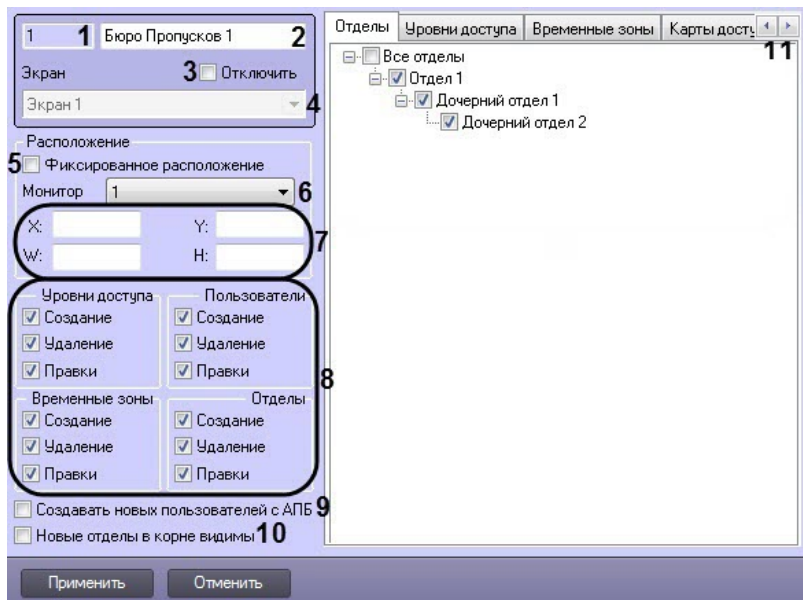 1 1 Бюро Пропусков 1 2
Экран 3 Отключить
Экран 1 4
Расположение
5 Фиксированное расположение
Монитор 1 6
X: Y:
7
W: H:
Уровни доступа Пользователи
Создание Создание
Удаление Удаление
Правки Правки
8
Временные зоны Отделы
Создание Создание
Удаление Удаление
Правки Правки
Создавать новых пользователей с АПБ 9
Новые отделы в корне видимы 10
Отделы Уровни доступа Временные зоны Карты дост
11
Все отделы
Отдел 1
Дочерний отдел 1
Дочерний отдел 2
Применить Отменить